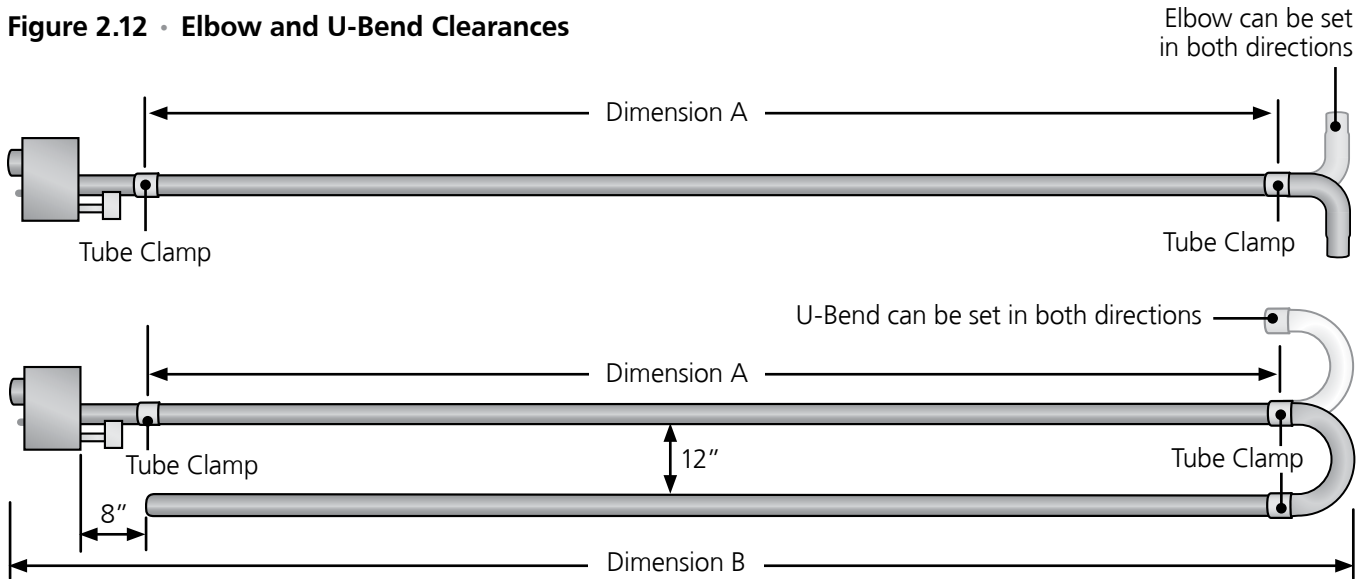 Figure 2.12 · Elbow and U-Bend Clearances
Elbow can be set
in both directions
Dimension A
Tube Clamp
Tube Clamp
U-Bend can be set in both directions
Dimension A
Tube Clamp
12"
Tube Clamp
8"
Dimension B